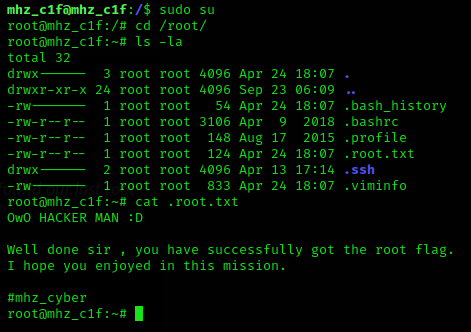 mhz_c1f@mhz_c1f:/$ sudo su
root@mhz_c1f:/# cd /root/
root@mhz_c1f:~# ls -la
total 32
drwx------  3 root root 4096 Apr 24 18:07 .
drwxr-xr-x 24 root root 4096 Sep 23 06:09 ..
-rw-------  1 root root   54 Apr 24 18:07 .bash_history
-rw-r--r--  1 root root 3106 Apr  9  2018 .bashrc
-rw-r--r--  1 root root  148 Aug 17  2015 .profile
-rw-r--r--  1 root root  124 Apr 24 18:07 .root.txt
drwx------  2 root root 4096 Apr 13 17:14 .ssh
-rw-------  1 root root  833 Apr 24 18:07 .viminfo
root@mhz_c1f:~# cat .root.txt
OwO HACKER MAN :D
Well done sir , you have successfully got the root flag.
I hope you enjoyed in this mission.
#mhz_cyber
root@mhz_c1f:~#